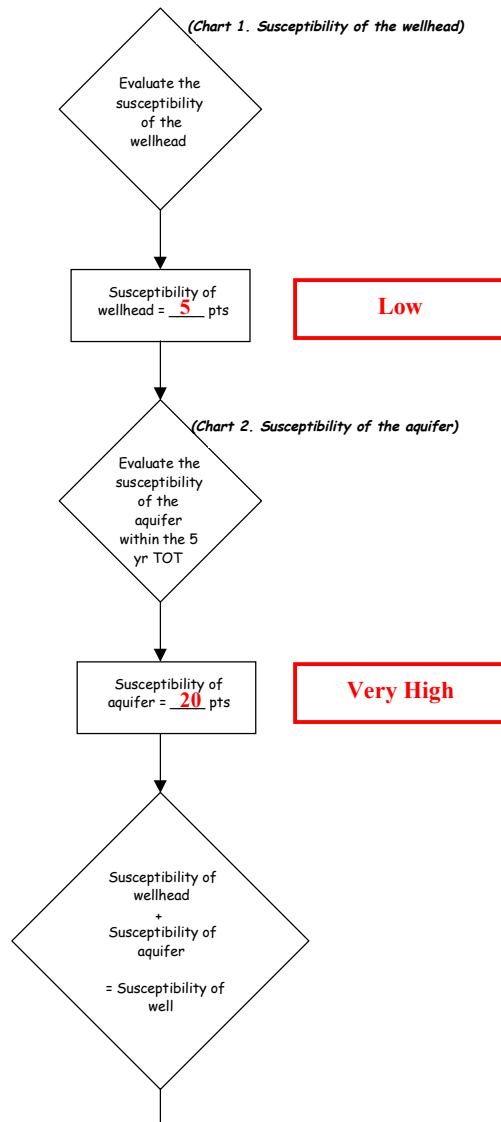 (Chart 1. Susceptibility of the wellhead)
Evaluate the
susceptibility
of the
wellhead
Susceptibility of
wellhead = __5__ pts
Low
(Chart 2. Susceptibility of the aquifer)
Evaluate the
susceptibility
of the
aquifer
within the 5
yr TOT
Susceptibility of
aquifer = __20__ pts
Very High
Susceptibility of
wellhead
+
Susceptibility of
aquifer
= Susceptibility of
well